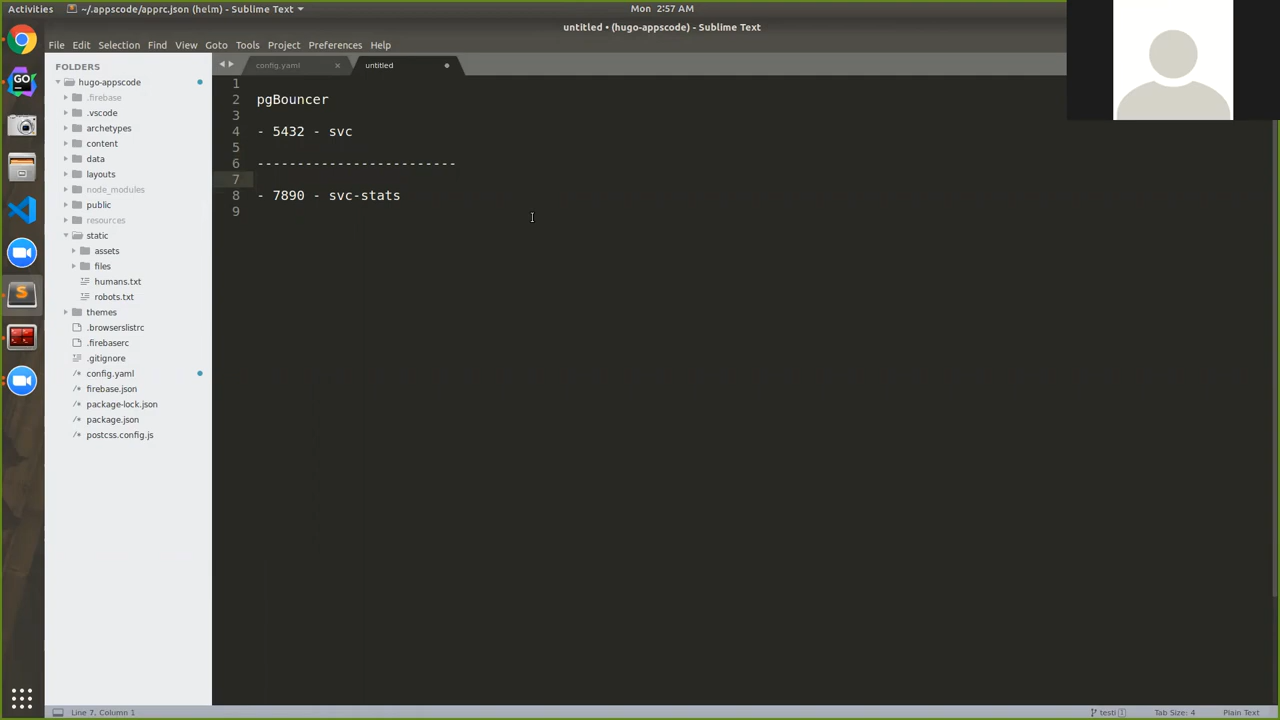 Activities
~/.appscode/apprc.json (helm) - Sublime Text
Mon 2:57 AM
untitled • (hugo-appscode) - Sublime Text
File Edit Selection Find View Goto Tools Project Preferences Help
FOLDERS
hugo-appscode
.firebase
.vscode
archetypes
content
data
layouts
node_modules
public
resources
static
assets
files
humans.txt
robots.txt
themes
.browserslistrc
.firebaserc
.gitignore
config.yaml
firebase.json
package-lock.json
package.json
postcss.config.js
config.yaml ×
untitled
1
2 pgBouncer
3
4 - 5432 - svc
5
6 -------------------------
7
8 - 7890 - svc-stats
9
GO
S
Line 7, Column 1
testi 1
Tab Size: 4
Plain Text